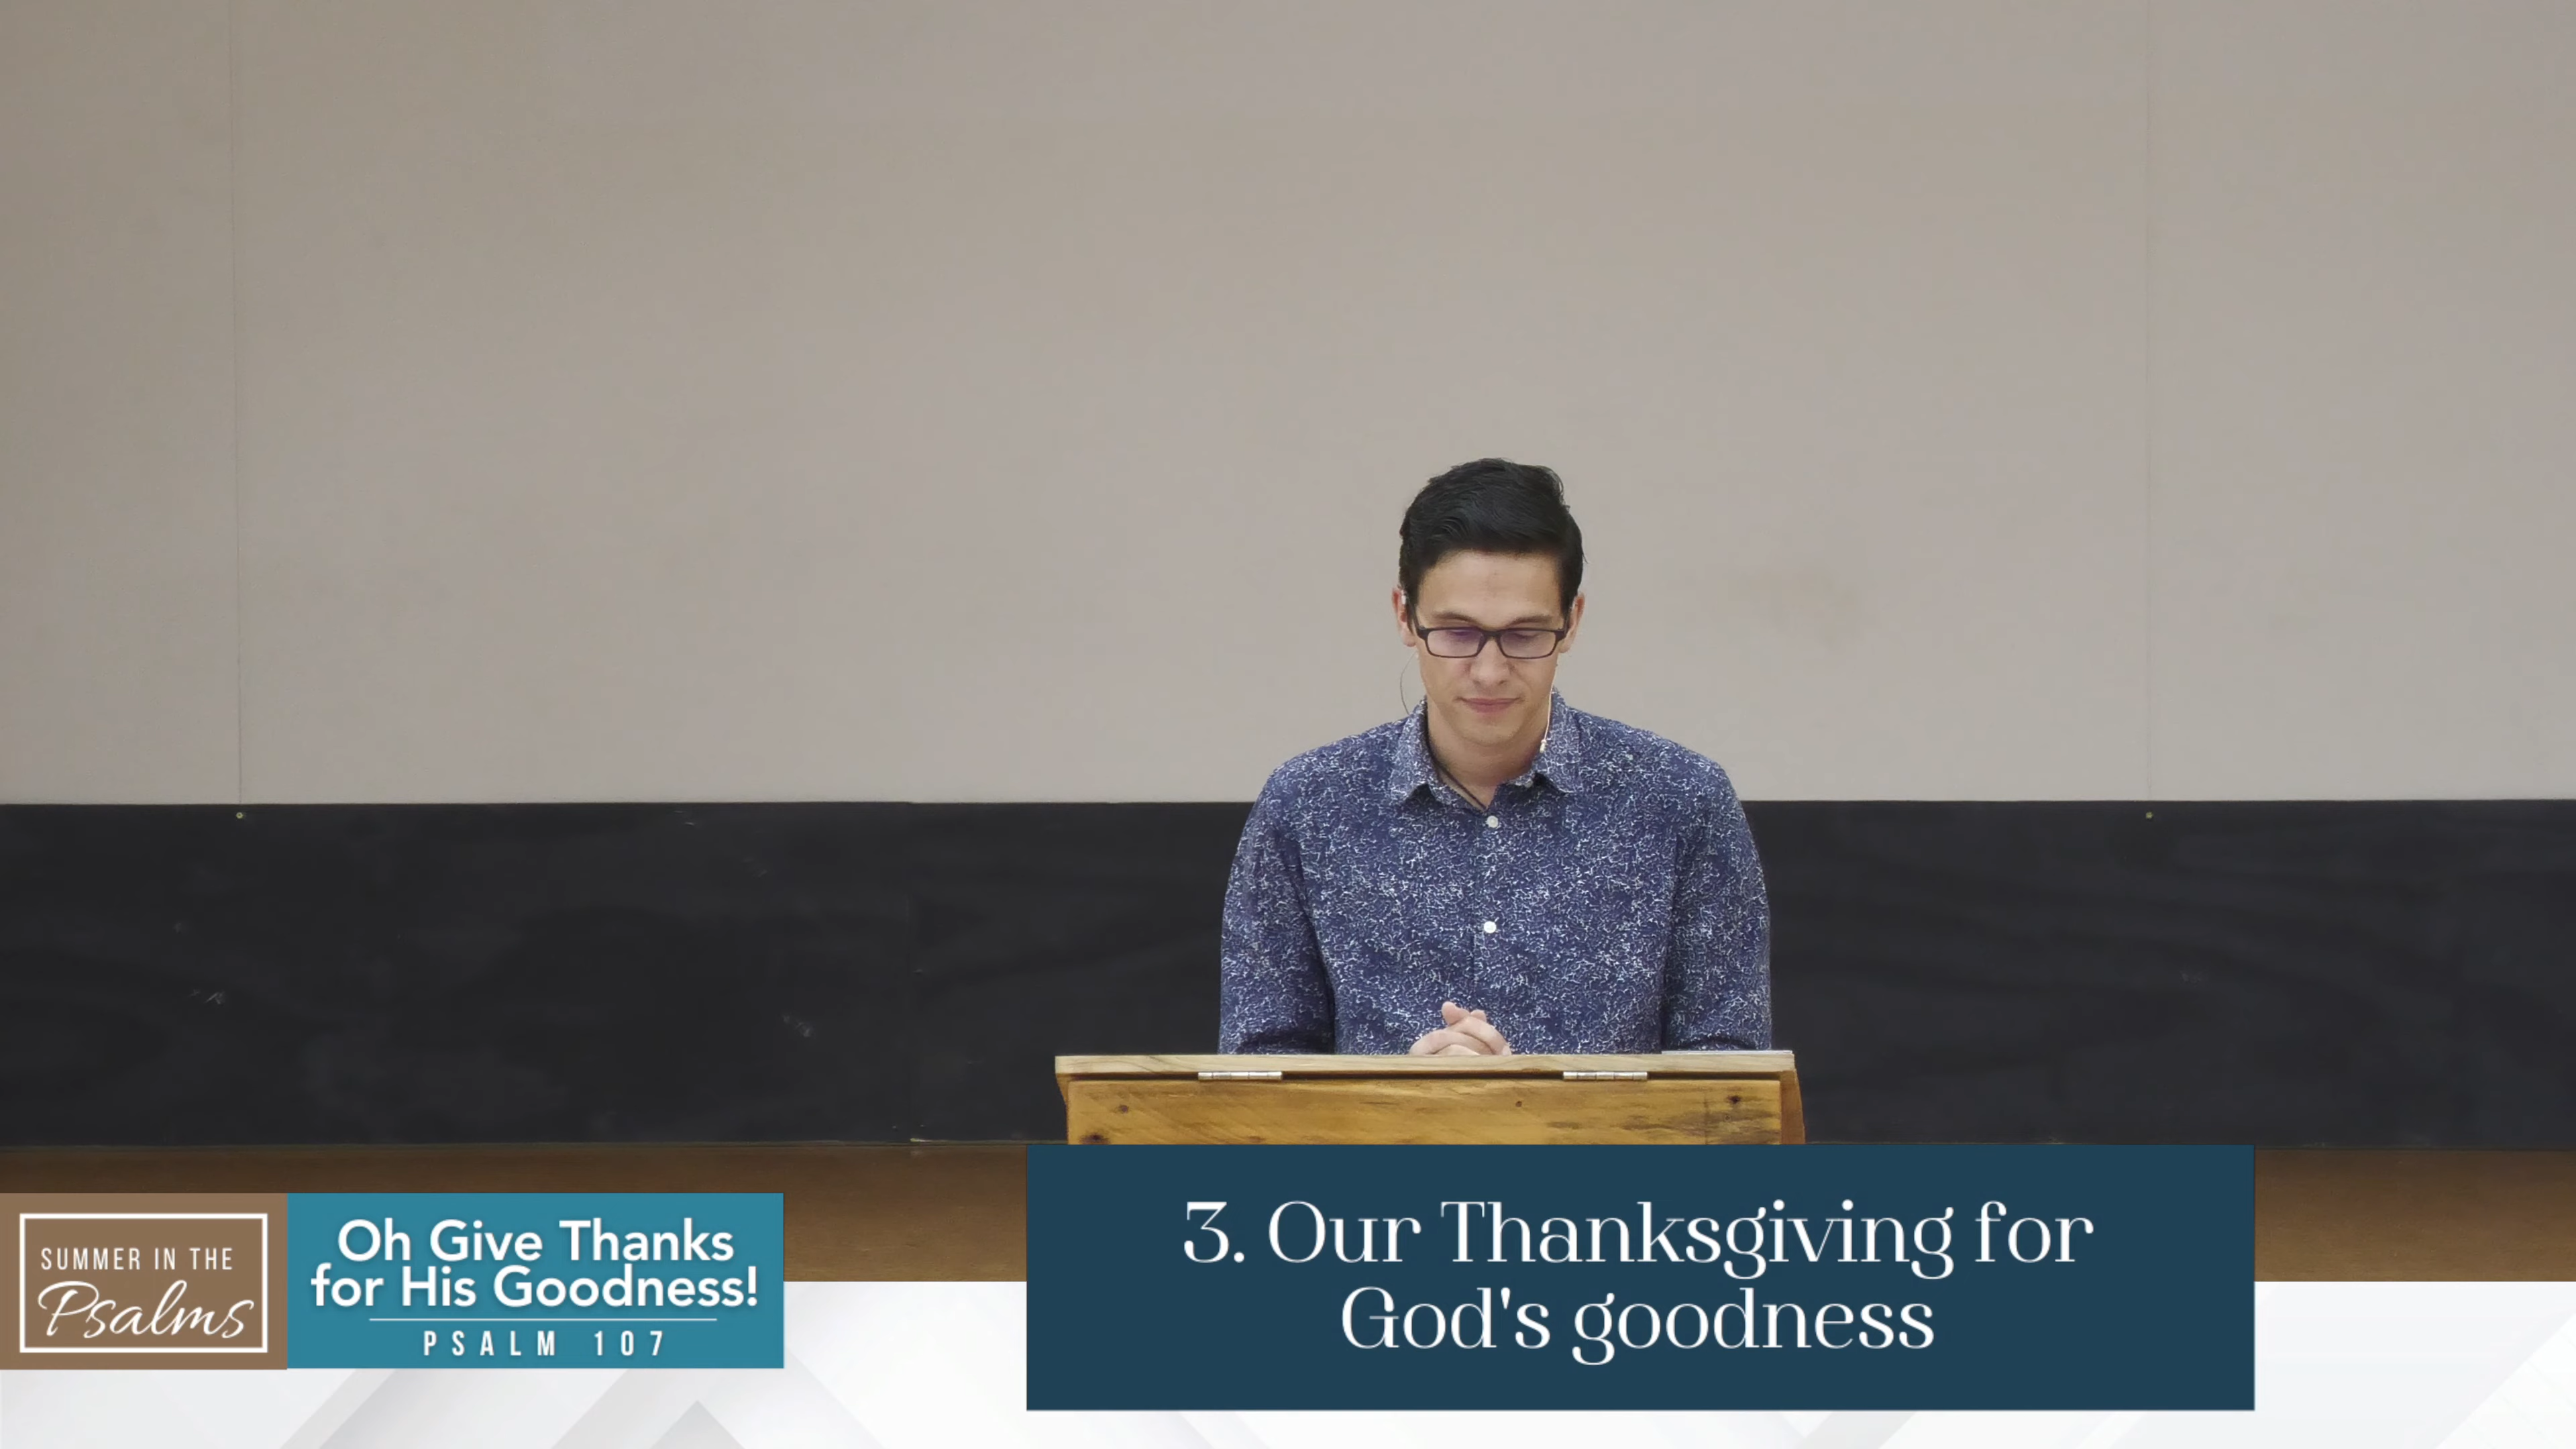 SUMMER IN THE
Psalms
Oh Give Thanks
for His Goodness!
PSALM 107
3. Our Thanksgiving for
God's goodness